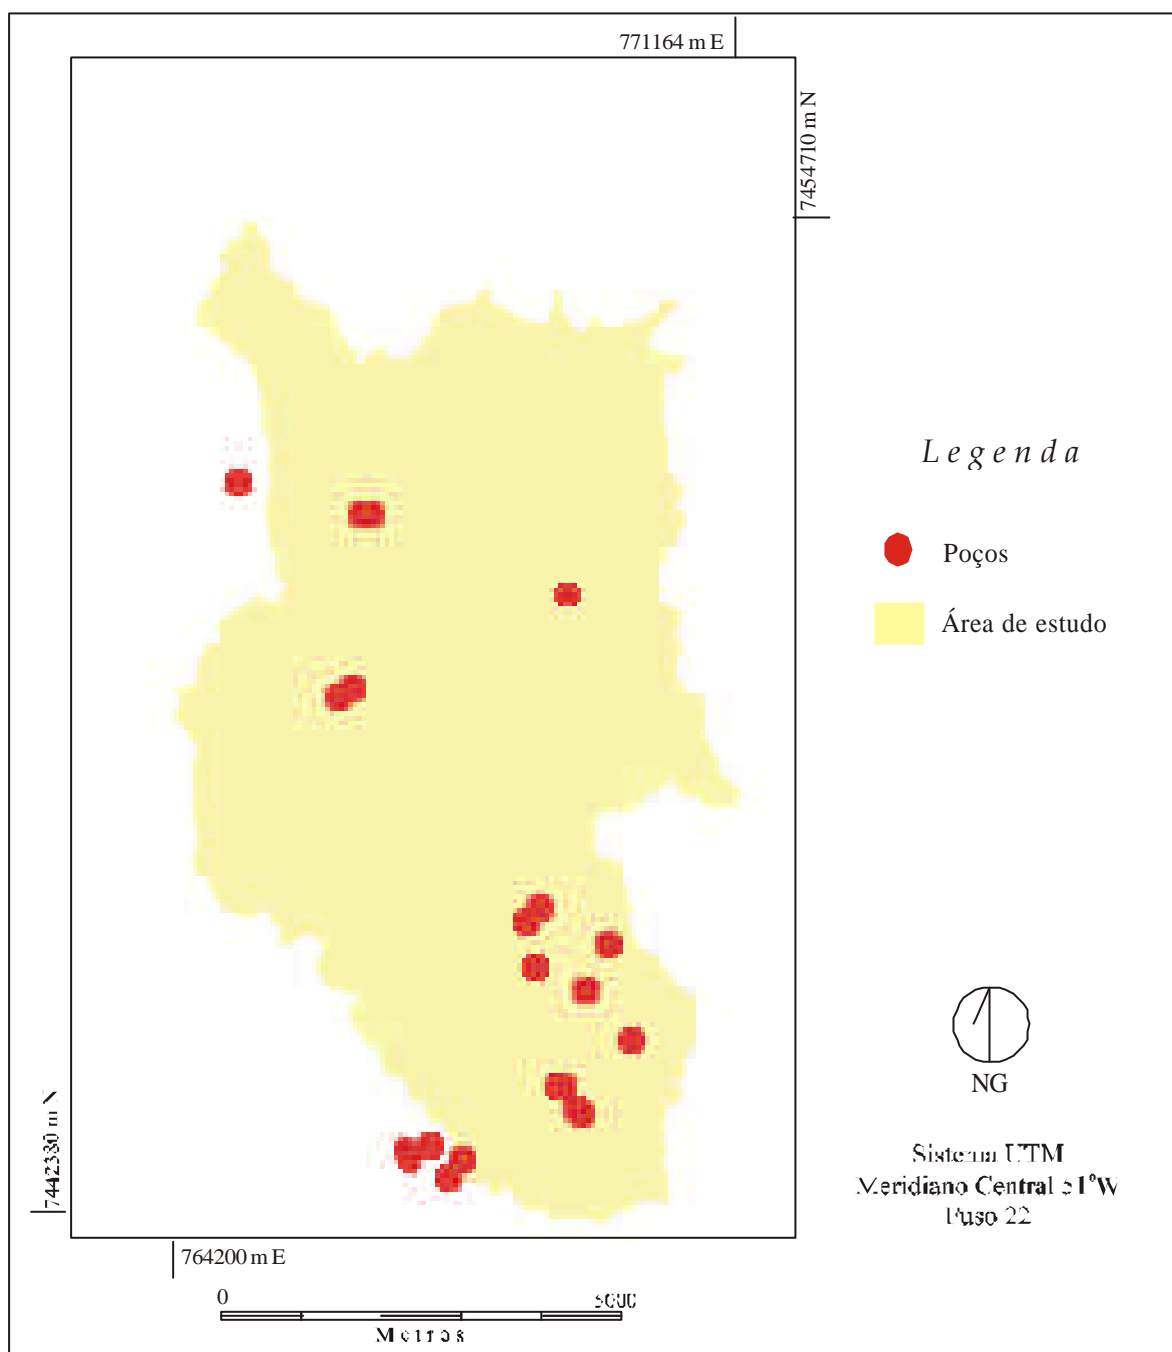 771164 m E
7454710 m N
Legenda
Poços
Área de estudo
NG
7442380 m N
Sistema UTM
Meridiano Central 51°W
Fuso 22
764200 m E
0 5000
Metros